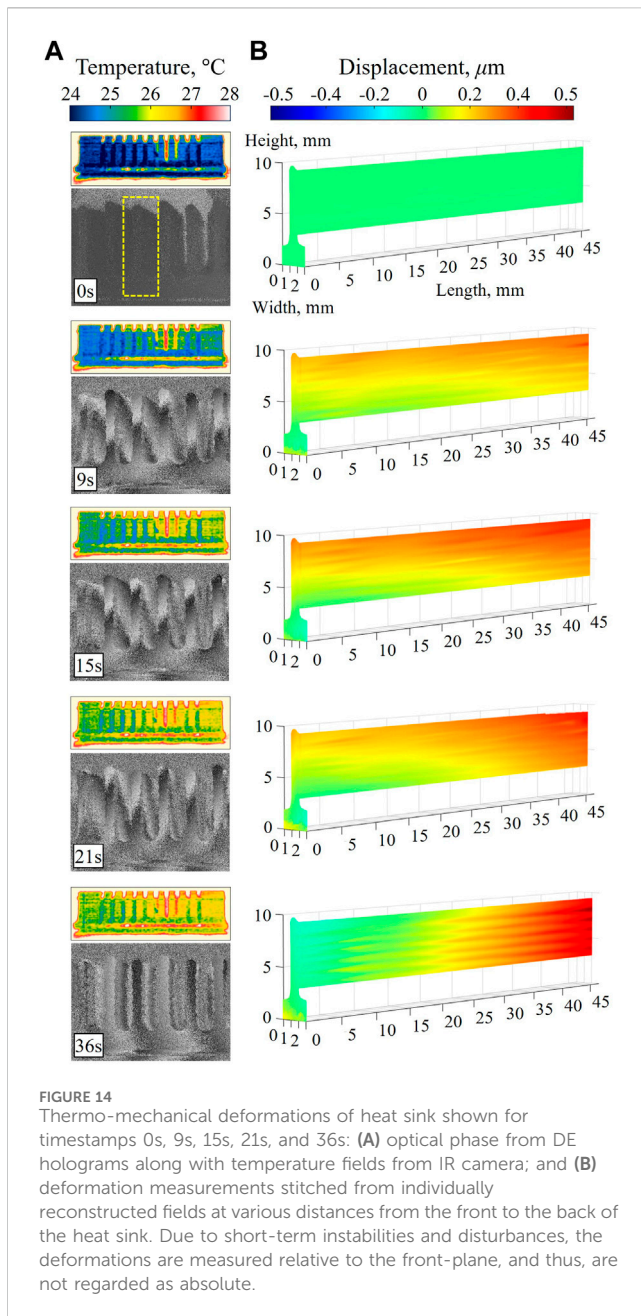 A
B
Temperature, °C
Displacement, μm
24 25 26 27 28
-0.5 -0.4 -0.2 0 0.2 0.4 0.5
Height, mm
10
5
0
0 1 2 0 5 10 15 20 25 30 35 40 45
Width, mm
Length, mm
0s
10
5
0
0 1 2 0 5 10 15 20 25 30 35 40 45
9s
10
5
0
0 1 2 0 5 10 15 20 25 30 35 40 45
15s
10
5
0
0 1 2 0 5 10 15 20 25 30 35 40 45
21s
10
5
0
0 1 2 0 5 10 15 20 25 30 35 40 45
36s
FIGURE 14
Thermo-mechanical deformations of heat sink shown for
timestamps 0s, 9s, 15s, 21s, and 36s: (A) optical phase from DE
holograms along with temperature fields from IR camera; and (B)
deformation measurements stitched from individually
reconstructed fields at various distances from the front to the back of
the heat sink. Due to short-term instabilities and disturbances, the
deformations are measured relative to the front-plane, and thus, are
not regarded as absolute.